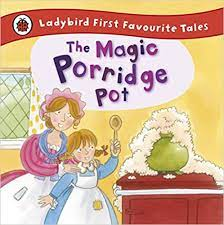 Ladybird First Favourite Tales
The Magic
Porridge
Pot